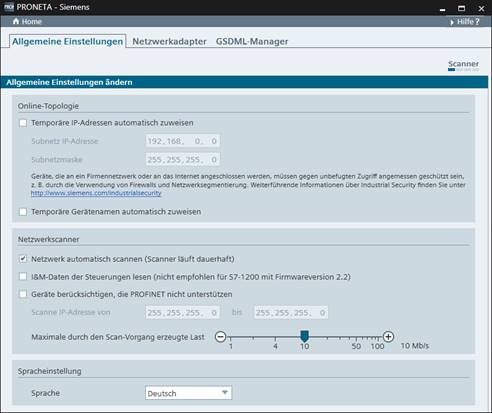 PRONETA - Siemens
Home
Hilfe ?
Allgemeine Einstellungen Netzwerkadapter GSDML-Manager
Scanner
Allgemeine Einstellungen ändern
Online-Topologie
Temporäre IP-Adressen automatisch zuweisen
Subnetz IP-Adresse 192, 168, 0, 0
Subnetzmaske 255, 255, 255, 0
Geräte, die an ein Firmennetzwerk oder an das Internet angeschlossen werden, müssen gegen unbefugten Zugriff angemessen geschützt sein,
z. B. durch die Verwendung von Firewalls und Netzwerksegmentierung. Weiterführende Informationen über Industrial Security finden Sie unter
http://www.siemens.com/industrialsecurity
Temporäre Gerätenamen automatisch zuweisen
Netzwerkscanner
Netzwerk automatisch scannen (Scanner läuft dauerhaft)
I&M-Daten der Steuerungen lesen (nicht empfohlen für S7-1200 mit Firmwareversion 2.2)
Geräte berücksichtigen, die PROFINET nicht unterstützen
Scanne IP-Adresse von 255, 255, 255, 0 bis 255, 255, 255, 0
Maximale durch den Scan-Vorgang erzeugte Last 10 Mb/s
1 4 10 50 100
Spracheinstellung
Sprache Deutsch